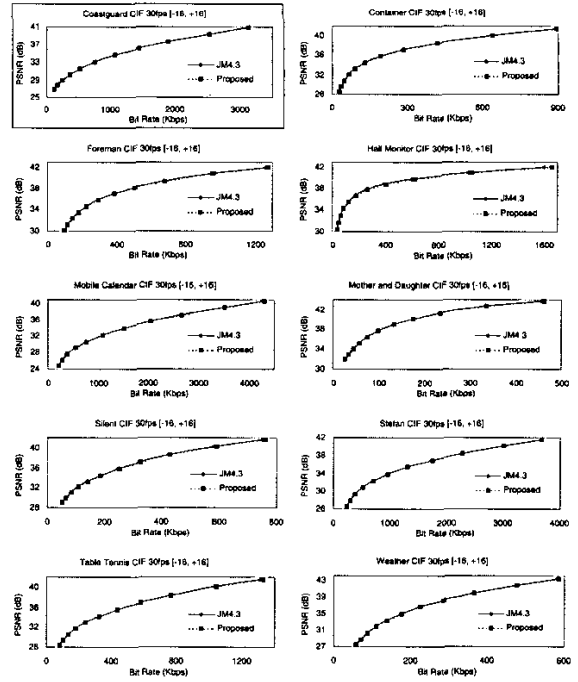 Coastguard CIF 30fps [-16, +16]
PSNR (dB)
41
37
33
29
25
JM4.3
Proposed
0 1000 2000 3000
Bit Rate (Kbps)
Container CIF 30fps [-16, +16]
PSNR (dB)
40
36
32
28
JM4.3
Proposed
0 200 400 600 800
Bit Rate (Kbps)
Foreman CIF 30fps [-16, +16]
PSNR (dB)
42
38
34
30
JM4.3
Proposed
0 400 800 1200
Bit Rate (Kbps)
Hall Monitor CIF 30fps [-16, +16]
PSNR (dB)
42
39
36
33
30
JM4.3
Proposed
0 400 800 1200 1600
Bit Rate (Kbps)
Mobile Calendar CIF 30fps [-16, +16]
PSNR (dB)
40
36
32
28
24
JM4.3
Proposed
0 1000 2000 3000 4000
Bit Rate (Kbps)
Mother and Daughter CIF 30fps [-16, +16]
PSNR (dB)
42
38
34
30
JM4.3
Proposed
0 100 200 300 400 500
Bit Rate (Kbps)
Silent CIF 30fps [-16, +16]
PSNR (dB)
40
36
32
28
JM4.3
Proposed
0 200 400 600 800
Bit Rate (Kbps)
Stefan CIF 30fps [-16, +16]
PSNR (dB)
42
38
34
30
26
JM4.3
Proposed
0 1000 2000 3000 4000
Bit Rate (Kbps)
Table Tennis CIF 30fps [-16, +16]
PSNR (dB)
40
36
32
28
JM4.3
Proposed
0 400 800 1200
Bit Rate (Kbps)
Weather CIF 30fps [-16, +16]
PSNR (dB)
43
39
35
31
27
JM4.3
Proposed
0 200 400 600
Bit Rate (Kbps)